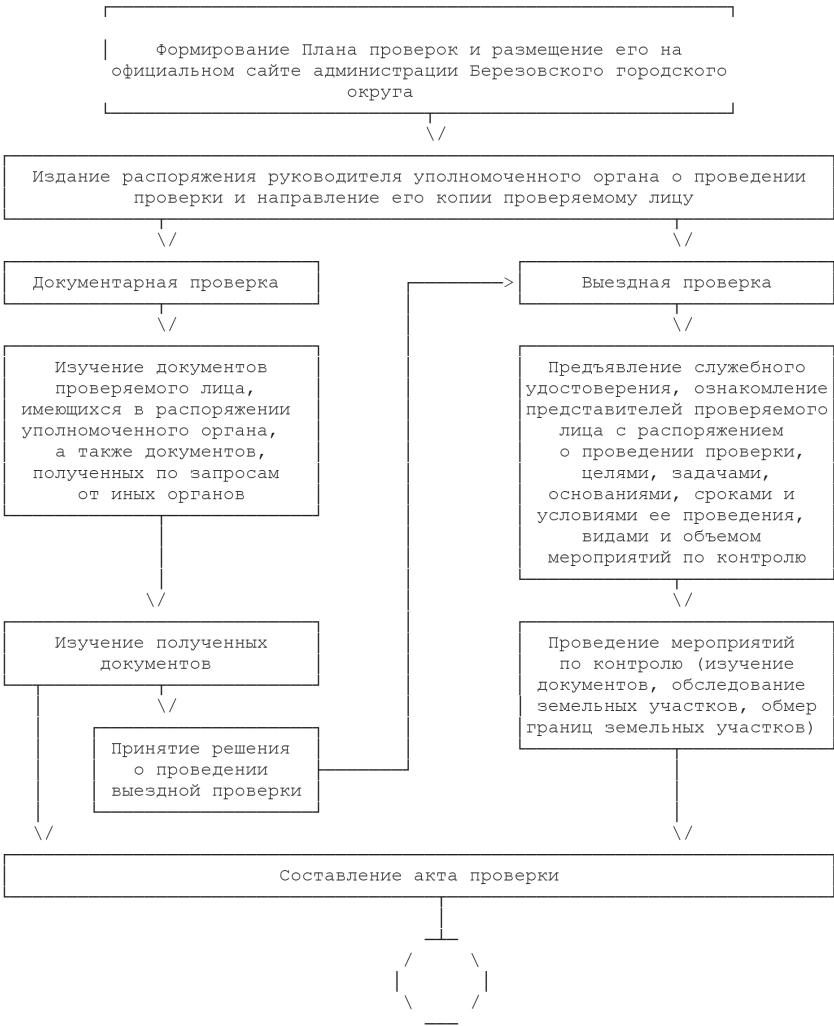 Формирование Плана проверок и размещение его на
официальном сайте администрации Березовского городского
округа
Издание распоряжения руководителя уполномоченного органа о проведении
проверки и направление его копии проверяемому лицу
Документарная проверка
Выездная проверка
Изучение документов
проверяемого лица,
имеющихся в распоряжении
уполномоченного органа,
а также документов,
полученных по запросам
от иных органов
Предъявление служебного
удостоверения, ознакомление
представителей проверяемого
лица с распоряжением
о проведении проверки,
целями, задачами,
основаниями, сроками и
условиями ее проведения,
видами и объемом
мероприятий по контролю
Изучение полученных
документов
Проведение мероприятий
по контролю (изучение
документов, обследование
земельных участков, обмер
границ земельных участков)
Принятие решения
о проведении
выездной проверки
Составление акта проверки